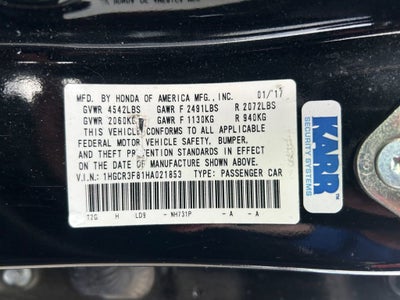 MFD. BY HONDA OF AMERICA MFG., INC. 01/17
GVWR 4542LBS GAWR F 2491LBS R 2072LBS
GVWR 2060KG GAWR F 1130KG R 940KG
THIS VEHICLE CONFORMS TO ALL APPLICABLE
FEDERAL MOTOR VEHICLE SAFETY, BUMPER,
AND THEFT PREVENTION STANDARDS IN EFFECT
ON THE DATE OF MANUFACTURE SHOWN ABOVE.
V.I.N.: 1HGCR3F81HA021853 TYPE: PASSENGER CAR
T2G H LD9 - NH731P - A - A
KARR
SECURITY SYSTEMS